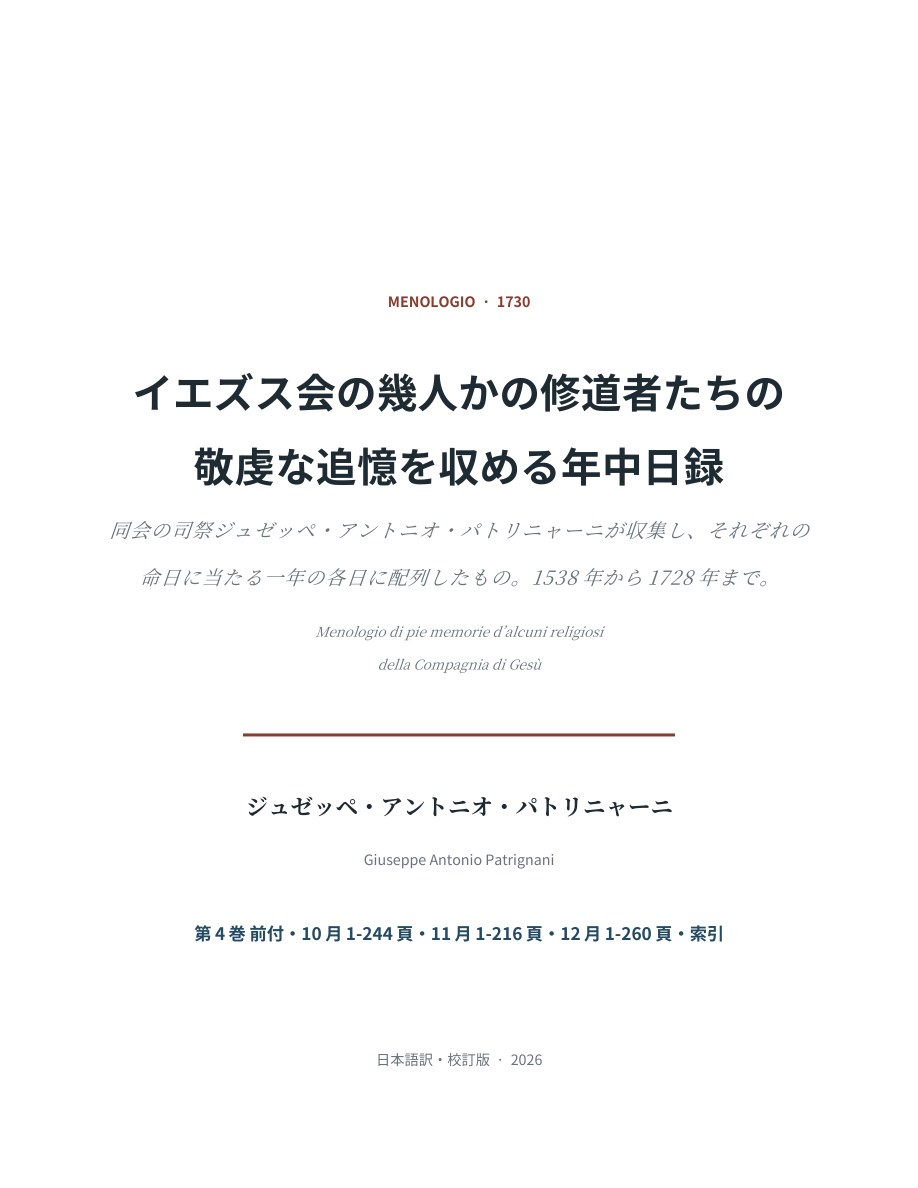 MENOLOGIO · 1730
イエズス会の幾人かの修道者たちの
敬虔な追憶を収める年中日録
同会の司祭ジュゼッペ・アントニオ・パトリニャーニが収集し、それぞれの
命日に当たる一年の各日に配列したもの。1538 年から 1728 年まで。
Menologio di pie memorie d'alcuni religiosi
della Compagnia di Gesù
ジュゼッペ・アントニオ・パトリニャーニ
Giuseppe Antonio Patrignani
第 4 巻 前付・10 月 1-244 頁・11 月 1-216 頁・12 月 1-260 頁・索引
日本語訳・校訂版 · 2026